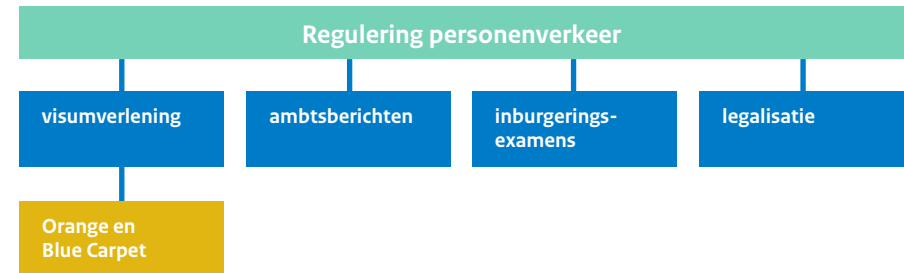 Regulering personenverkeer
visumverlening
ambtsberichten
inburgerings-
examens
legalisatie
Orange en
Blue Carpet